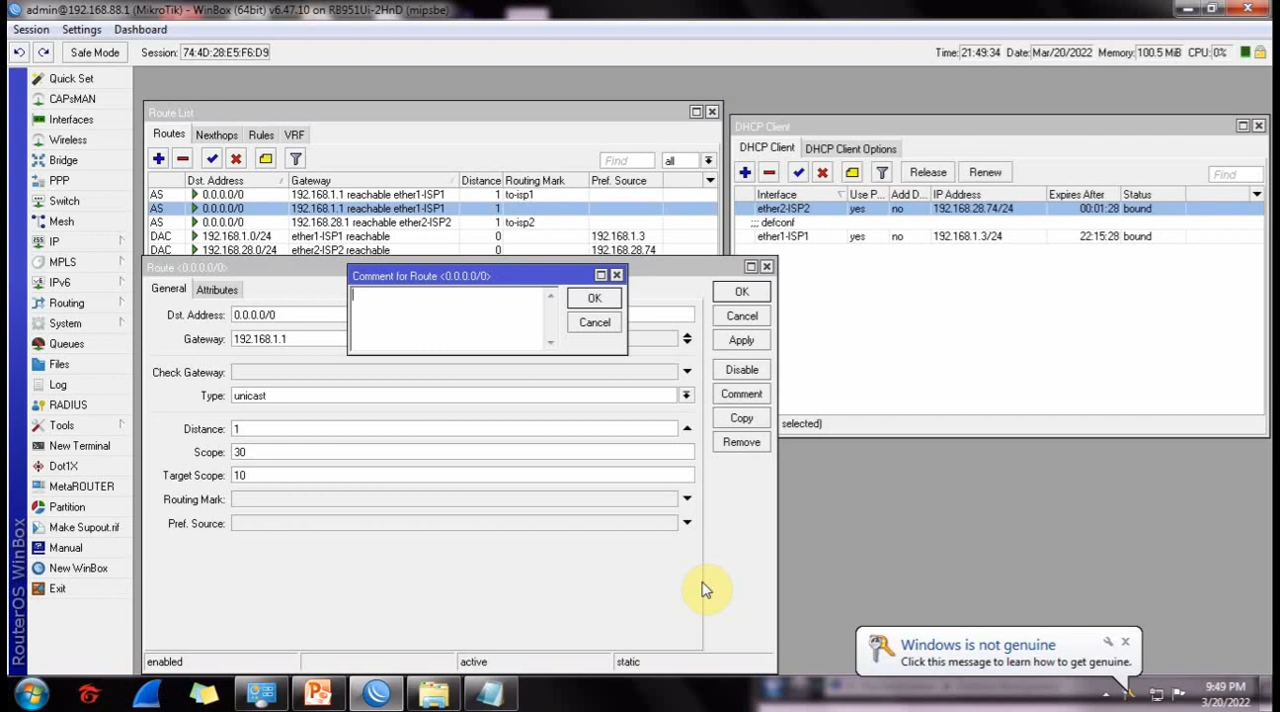 admin@192.168.88.1 (MikroTik) - WinBox (64bit) v6.47.10 on RB951Ui-2HnD (mipsbe)
Session Settings Dashboard
Safe Mode Session: 74:4D:28:E5:F6:D9 Time: 21:49:34 Date: Mar/20/2022 Memory: 100.5 MiB CPU: 0%
Quick Set
CAPsMAN
Interfaces
Wireless
Bridge
PPP
Switch
Mesh
IP
MPLS
IPv6
Routing
System
Queues
Files
Log
RADIUS
Tools
New Terminal
Dot1X
MetaROUTER
Partition
Make Supout.rif
Manual
New WinBox
Exit
RouterOS WinBox
Route List
Routes Nexthops Rules VRF
Find all
Dst. Address Gateway Distance Routing Mark Pref. Source
AS 0.0.0.0/0 192.168.1.1 reachable ether1-ISP1 1 to-isp1
AS 0.0.0.0/0 192.168.1.1 reachable ether1-ISP1 1
AS 0.0.0.0/0 192.168.28.1 reachable ether2-ISP2 1 to-isp2
DAC 192.168.1.0/24 ether1-ISP1 reachable 0 192.168.1.3
DAC 192.168.28.0/24 ether2-ISP2 reachable 0 192.168.28.74
Route <0.0.0.0/0>
General Attributes
Dst. Address: 0.0.0.0/0
Gateway: 192.168.1.1
Check Gateway:
Type: unicast
Distance: 1
Scope: 30
Target Scope: 10
Routing Mark:
Pref. Source:
OK
Cancel
Apply
Disable
Comment
Copy
Remove
enabled active static
Comment for Route <0.0.0.0/0>
OK
Cancel
DHCP Client
DHCP Client DHCP Client Options
Release Renew Find
Interface Use P... Add D... IP Address Expires After Status
ether2-ISP2 yes no 192.168.28.74/24 00:01:28 bound
;;; defconf
ether1-ISP1 yes no 192.168.1.3/24 22:15:28 bound
selected)
Windows is not genuine
Click this message to learn how to get genuine.
9:49 PM
3/20/2022